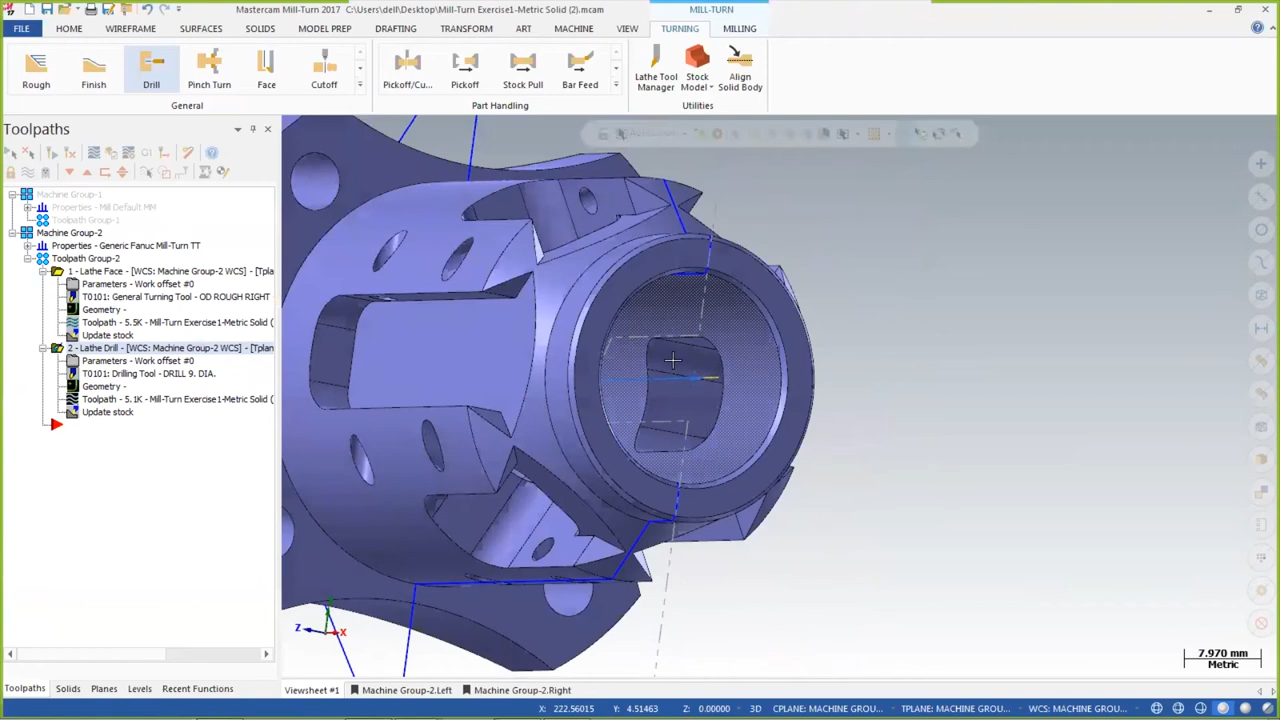 Mastercam Mill-Turn 2017 C:\Users\dell\Desktop\Mill-Turn Exercise1-Metric Solid (2).mcam
MILL-TURN
FILE HOME WIREFRAME SURFACES SOLIDS MODEL PREP DRAFTING TRANSFORM ART MACHINE VIEW TURNING MILLING
Rough Finish Drill Pinch Turn Face Cutoff Pickoff/Cu... Pickoff Stock Pull Bar Feed Lathe Tool Manager Stock Model Align Solid Body
General Part Handling Utilities
Toolpaths
Machine Group-1
Properties - Mill Default MM
Toolpath Group-1
Machine Group-2
Properties - Generic Fanuc Mill-Turn TT
Toolpath Group-2
1 - Lathe Face - [WCS: Machine Group-2 WCS] - [Tplan
Parameters - Work offset #0
T0101: General Turning Tool - OD ROUGH RIGHT
Geometry -
Toolpath - 5.5K - Mill-Turn Exercise1-Metric Solid (
Update stock
2 - Lathe Drill - [WCS: Machine Group-2 WCS] - [Tplan
Parameters - Work offset #0
T0101: Drilling Tool - DRILL 9. DIA.
Geometry -
Toolpath - 5.1K - Mill-Turn Exercise1-Metric Solid (
Update stock
Z X
7.970 mm
Metric
Toolpaths Solids Planes Levels Recent Functions Viewsheet #1 Machine Group-2.Left Machine Group-2.Right
X: 222.56015 Y: 4.51463 Z: 0.00000 3D CPLANE: MACHINE GROU... TPLANE: MACHINE GROU... WCS: MACHINE GROU...